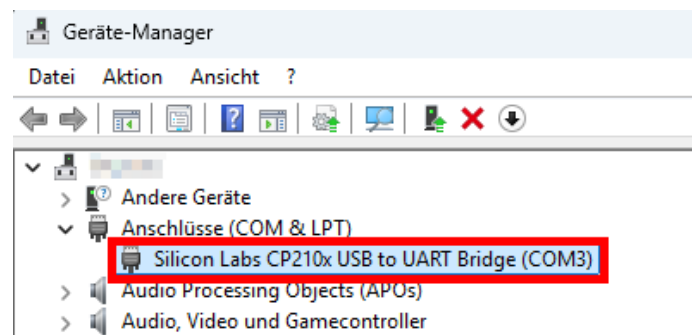 Geräte-Manager
Datei Aktion Ansicht ?
Andere Geräte
Anschlüsse (COM & LPT)
Silicon Labs CP210x USB to UART Bridge (COM3)
Audio Processing Objects (APOs)
Audio, Video und Gamecontroller